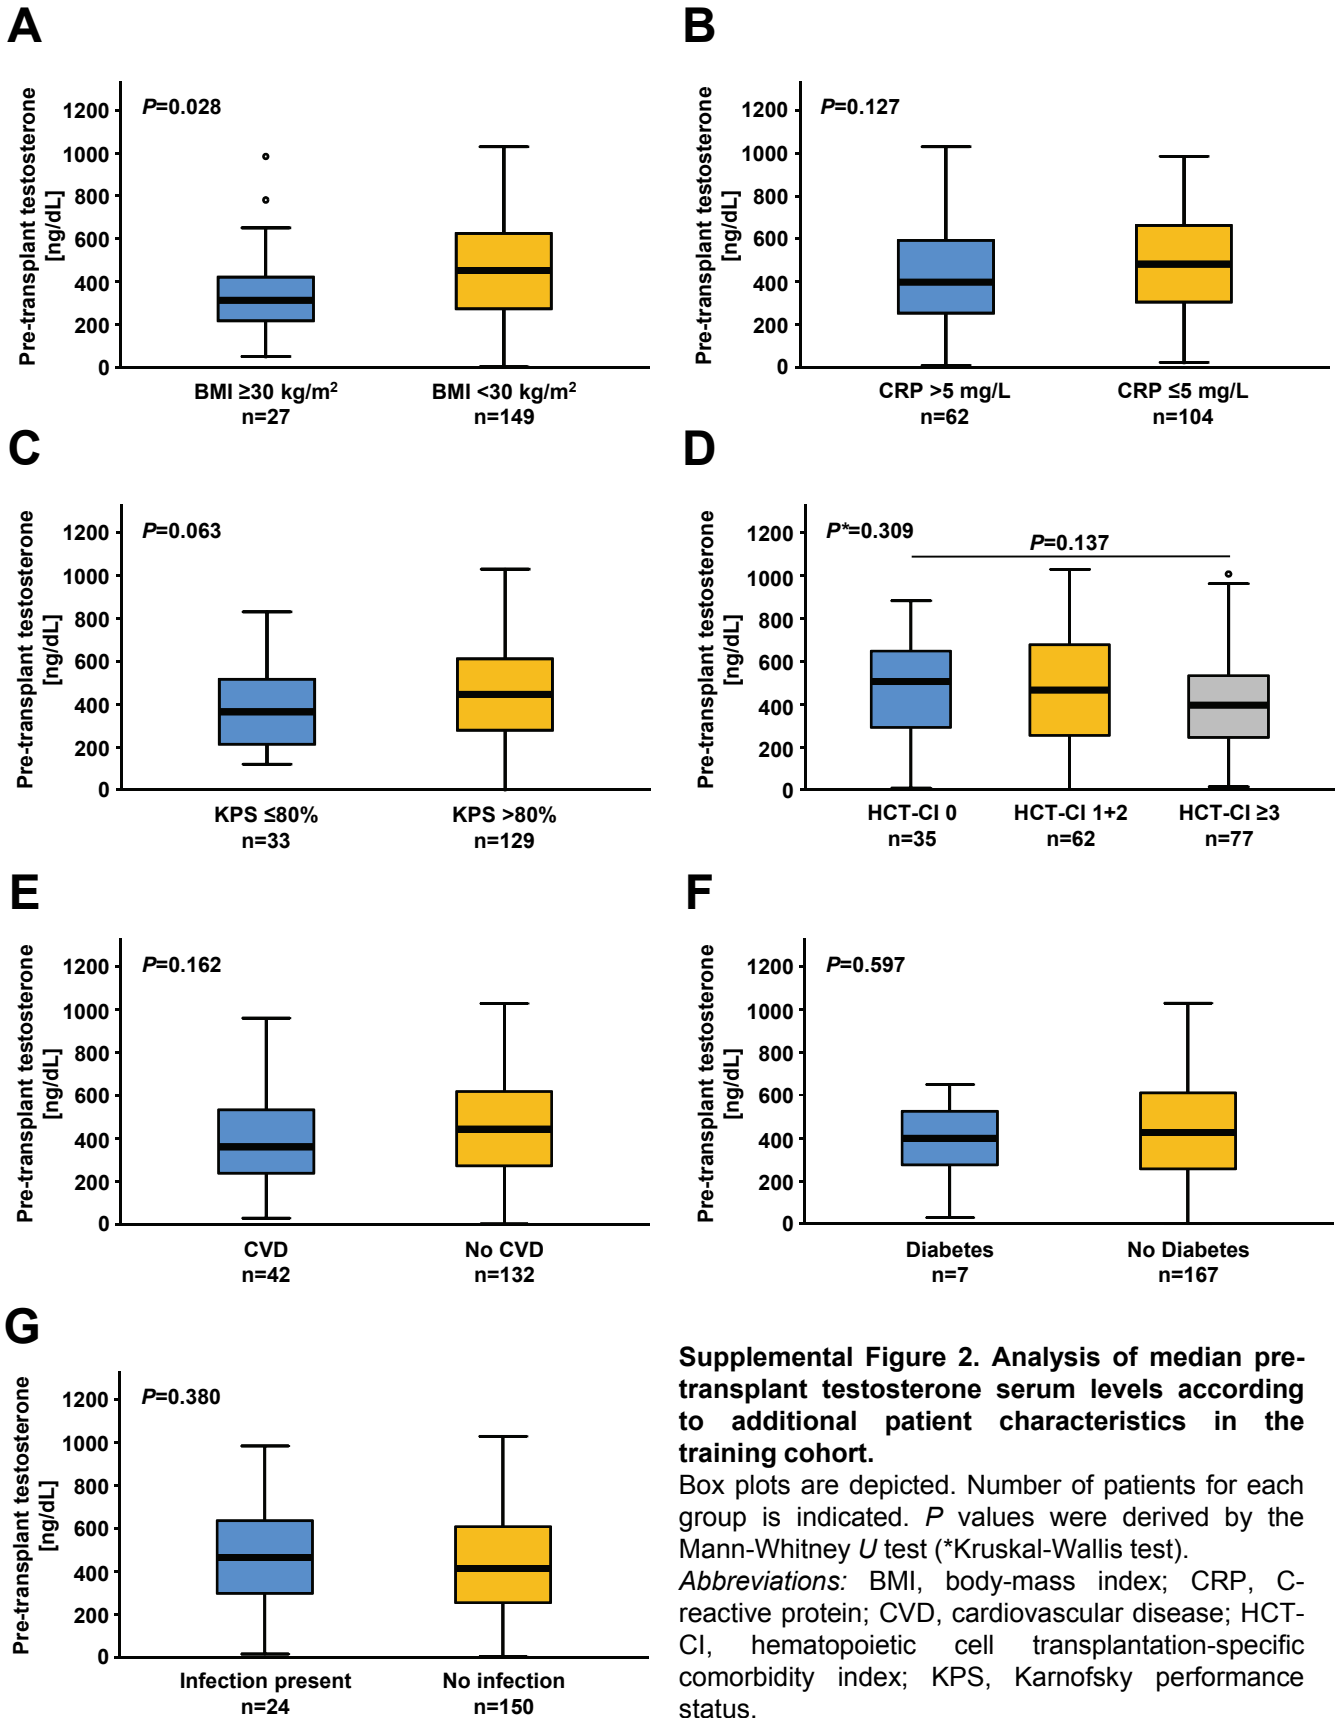 A
Pre-transplant testosterone
[ng/dL]
1200
1000
800
600
400
200
0
P=0.028
BMI ≥30 kg/m²
n=27
BMI <30 kg/m²
n=149
B
Pre-transplant testosterone
[ng/dL]
1200
1000
800
600
400
200
0
P=0.127
CRP >5 mg/L
n=62
CRP ≤5 mg/L
n=104
C
Pre-transplant testosterone
[ng/dL]
1200
1000
800
600
400
200
0
P=0.063
KPS ≤80%
n=33
KPS >80%
n=129
D
Pre-transplant testosterone
[ng/dL]
1200
1000
800
600
400
200
0
P*=0.309
P=0.137
HCT-CI 0
n=35
HCT-CI 1+2
n=62
HCT-CI ≥3
n=77
E
Pre-transplant testosterone
[ng/dL]
1200
1000
800
600
400
200
0
P=0.162
CVD
n=42
No CVD
n=132
F
Pre-transplant testosterone
[ng/dL]
1200
1000
800
600
400
200
0
P=0.597
Diabetes
n=7
No Diabetes
n=167
G
Pre-transplant testosterone
[ng/dL]
1200
1000
800
600
400
200
0
P=0.380
Infection present
n=24
No infection
n=150
Supplemental Figure 2. Analysis of median pre-
transplant testosterone serum levels according
to additional patient characteristics in the
training cohort.
Box plots are depicted. Number of patients for each
group is indicated. P values were derived by the
Mann-Whitney U test (*Kruskal-Wallis test).
Abbreviations: BMI, body-mass index; CRP, C-
reactive protein; CVD, cardiovascular disease; HCT-
CI, hematopoietic cell transplantation-specific
comorbidity index; KPS, Karnofsky performance
status.